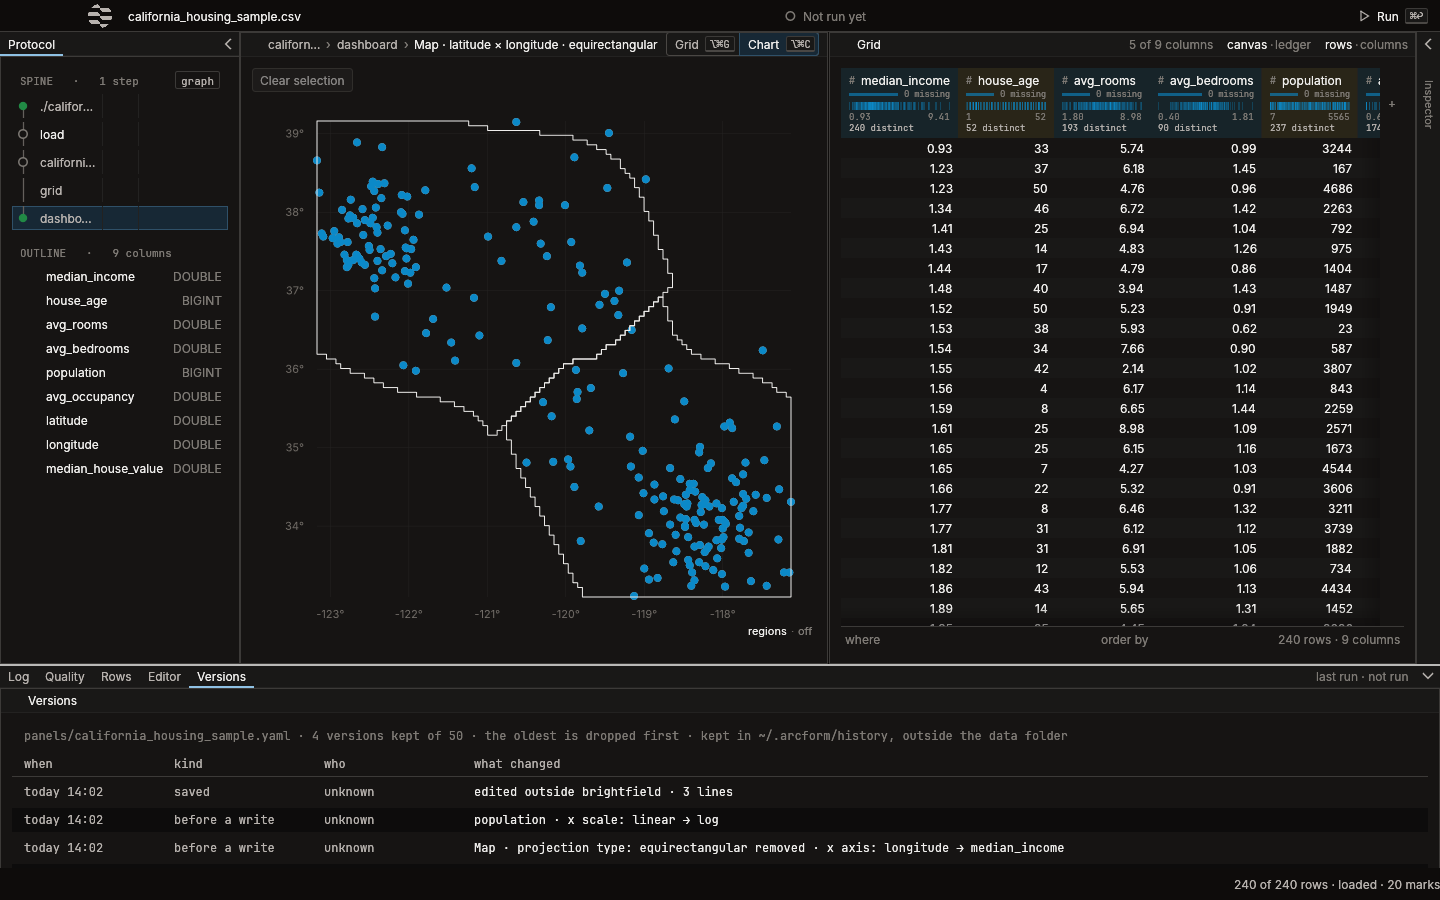 california_housing_sample.csv
Not run yet
Run
Protocol
californ... › dashboard › Map · latitude × longitude · equirectangular
Grid ⌥⌘G
Chart ⌥⌘C
Grid
5 of 9 columns
canvas · ledger
rows · columns
SPINE · 1 step
graph
./califor...
load
californi...
grid
dashbo...
OUTLINE · 9 columns
median_income DOUBLE
house_age BIGINT
avg_rooms DOUBLE
avg_bedrooms DOUBLE
population BIGINT
avg_occupancy DOUBLE
latitude DOUBLE
longitude DOUBLE
median_house_value DOUBLE
Clear selection
39°
38°
37°
36°
35°
34°
-123° -122° -121° -120° -119° -118°
regions · off
# median_income # house_age # avg_rooms # avg_bedrooms # population # a
0 missing 0 missing 0 missing 0 missing 0 missing
0.93 9.41 1 52 1.80 8.98 0.40 1.81 7 5565 0.6
240 distinct 52 distinct 193 distinct 90 distinct 237 distinct 174
+
0.93 33 5.74 0.99 3244
1.23 37 6.18 1.45 167
1.23 50 4.76 0.96 4686
1.34 46 6.72 1.42 2263
1.41 25 6.94 1.04 792
1.43 14 4.83 1.26 975
1.44 17 4.79 0.86 1404
1.48 40 3.94 1.43 1487
1.52 50 5.23 0.91 1949
1.53 38 5.93 0.62 23
1.54 34 7.66 0.90 587
1.55 42 2.14 1.02 3807
1.56 4 6.17 1.14 843
1.59 8 6.65 1.44 2259
1.61 25 8.98 1.09 2571
1.65 25 6.15 1.16 1673
1.65 7 4.27 1.03 4544
1.66 22 5.32 0.91 3606
1.77 8 6.46 1.32 3211
1.77 31 6.12 1.12 3739
1.81 31 6.91 1.05 1882
1.82 12 5.53 1.06 734
1.86 43 5.94 1.13 4434
1.89 14 5.65 1.31 1452
where
order by
240 rows · 9 columns
Inspector
Log Quality Rows Editor Versions
last run · not run
Versions
panels/california_housing_sample.yaml · 4 versions kept of 50 · the oldest is dropped first · kept in ~/.arcform/history, outside the data folder
when kind who what changed
today 14:02 saved unknown edited outside brightfield · 3 lines
today 14:02 before a write unknown population · x scale: linear → log
today 14:02 before a write unknown Map · projection type: equirectangular removed · x axis: longitude → median_income
240 of 240 rows · loaded · 20 marks